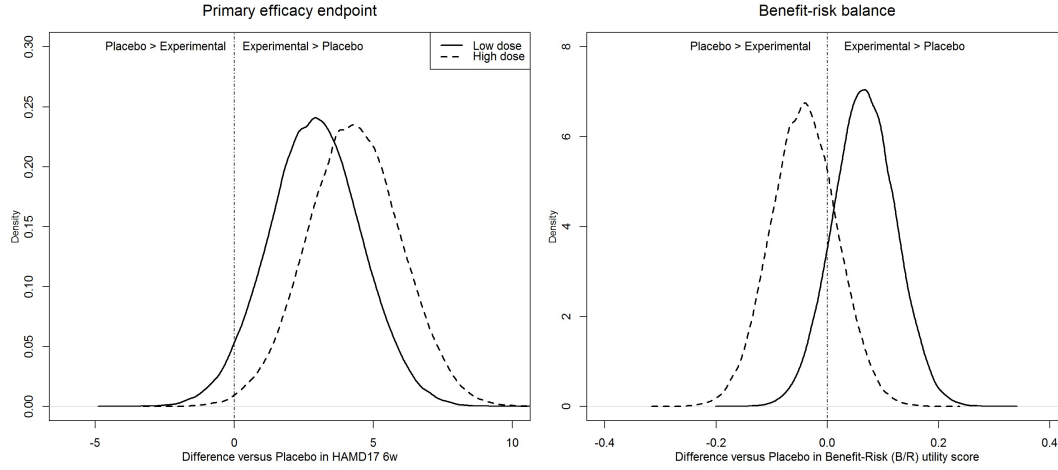 Primary efficacy endpoint
Placebo > Experimental
Experimental > Placebo
Low dose
High dose
Density
0.30
0.25
0.20
0.15
0.10
0.05
0.00
-5
0
5
10
Difference versus Placebo in HAMD17 6w
Benefit-risk balance
Placebo > Experimental
Experimental > Placebo
Density
8
6
4
2
0
-0.4
-0.2
0.0
0.2
0.4
Difference versus Placebo in Benefit-Risk (B/R) utility score